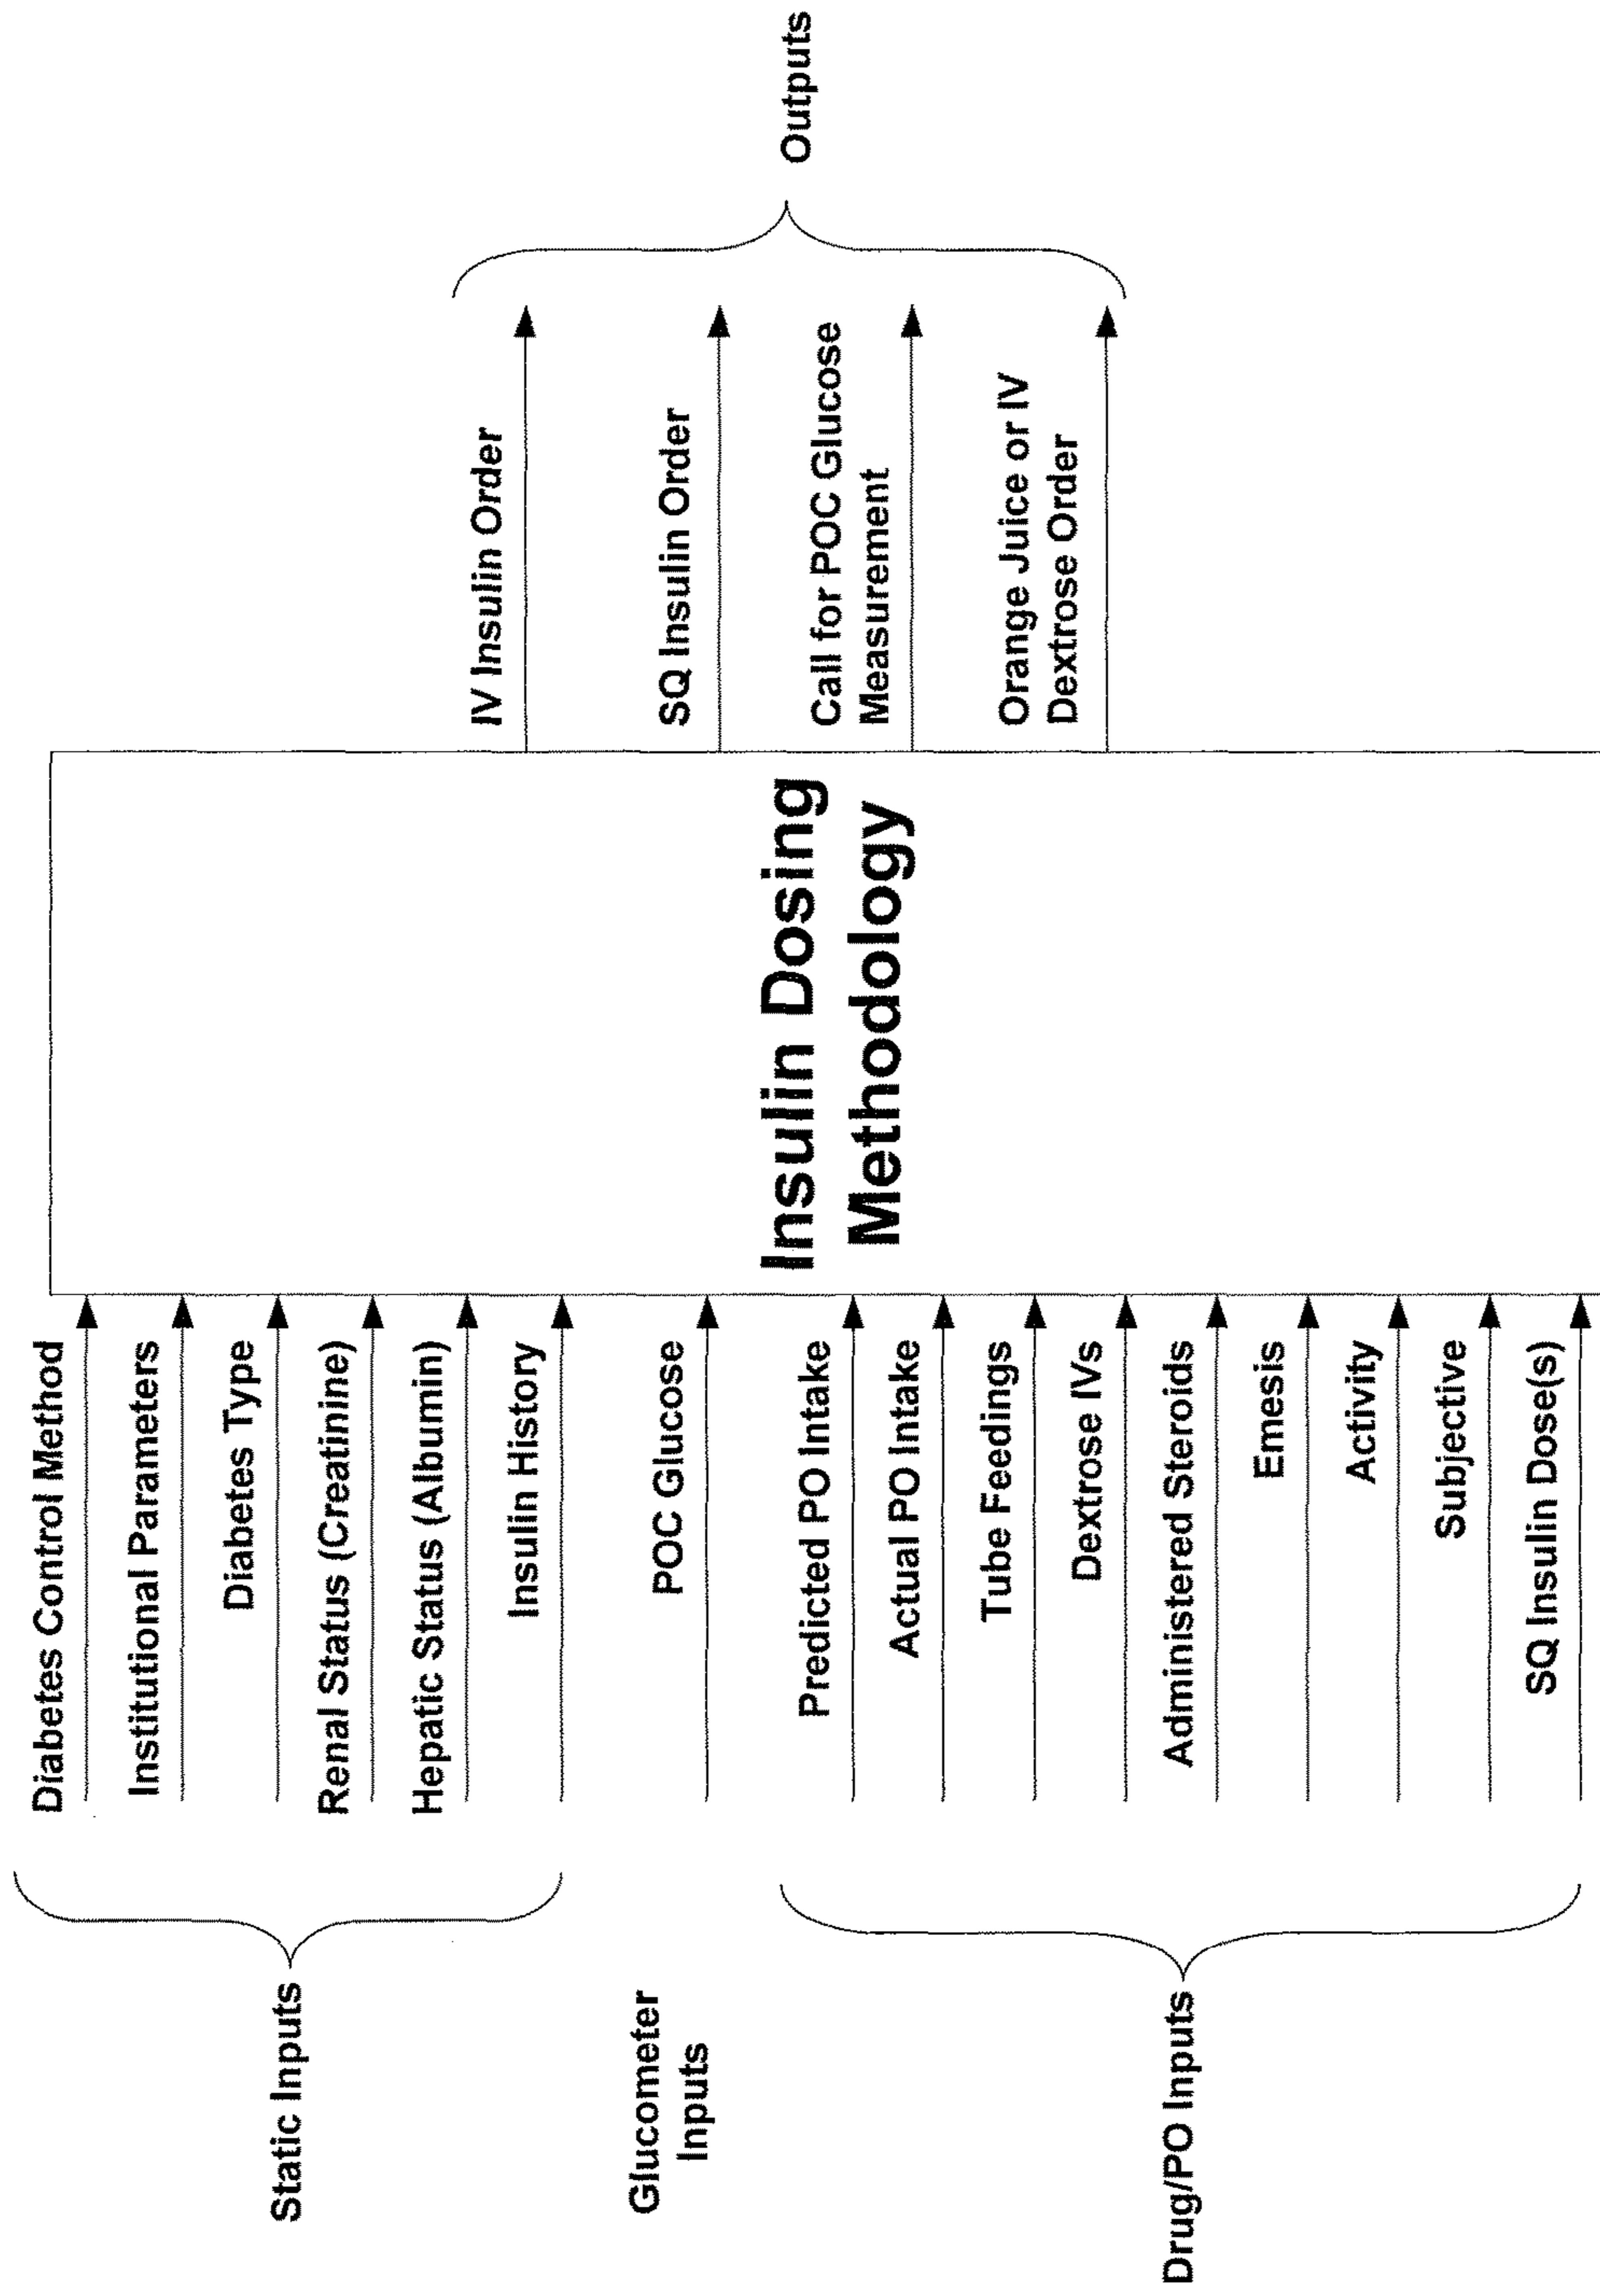 Static Inputs
Diabetes Control Method
Institutional Parameters
Diabetes Type
Renal Status (Creatinine)
Hepatic Status (Albumin)
Insulin History
Glucometer
Inputs
POC Glucose
Drug/PO Inputs
Predicted PO Intake
Actual PO Intake
Tube Feedings
Dextrose IVs
Administered Steroids
Emesis
Activity
Subjective
SQ Insulin Dose(s)
Insulin Dosing
Methodology
IV Insulin Order
SQ Insulin Order
Call for POC Glucose
Measurement
Orange Juice or IV
Dextrose Order
Outputs